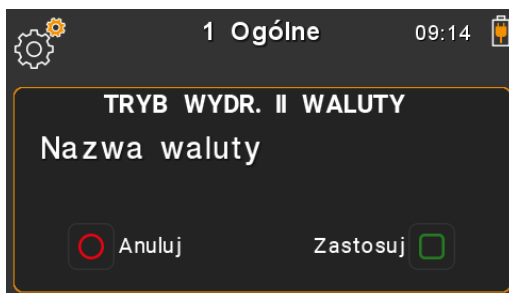 1 Ogólne 09:14
TRYB WYDR. II WALUTY
Nazwa waluty
Anuluj Zastosuj